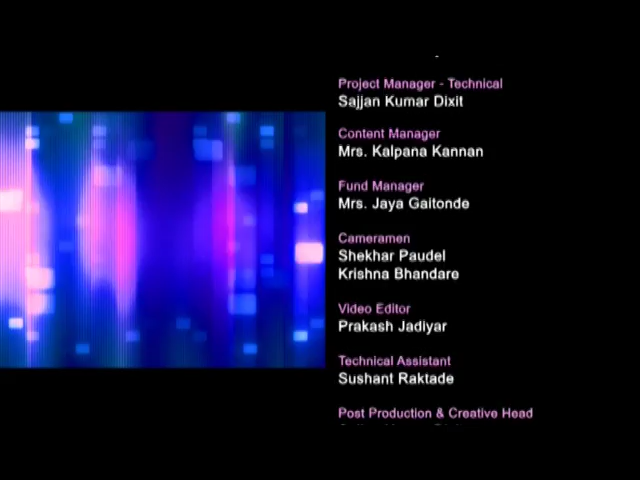 Project Manager - Technical
Sajjan Kumar Dixit
Content Manager
Mrs. Kalpana Kannan
Fund Manager
Mrs. Jaya Gaitonde
Cameramen
Shekhar Paudel
Krishna Bhandare
Video Editor
Prakash Jadiyar
Technical Assistant
Sushant Raktade
Post Production & Creative Head